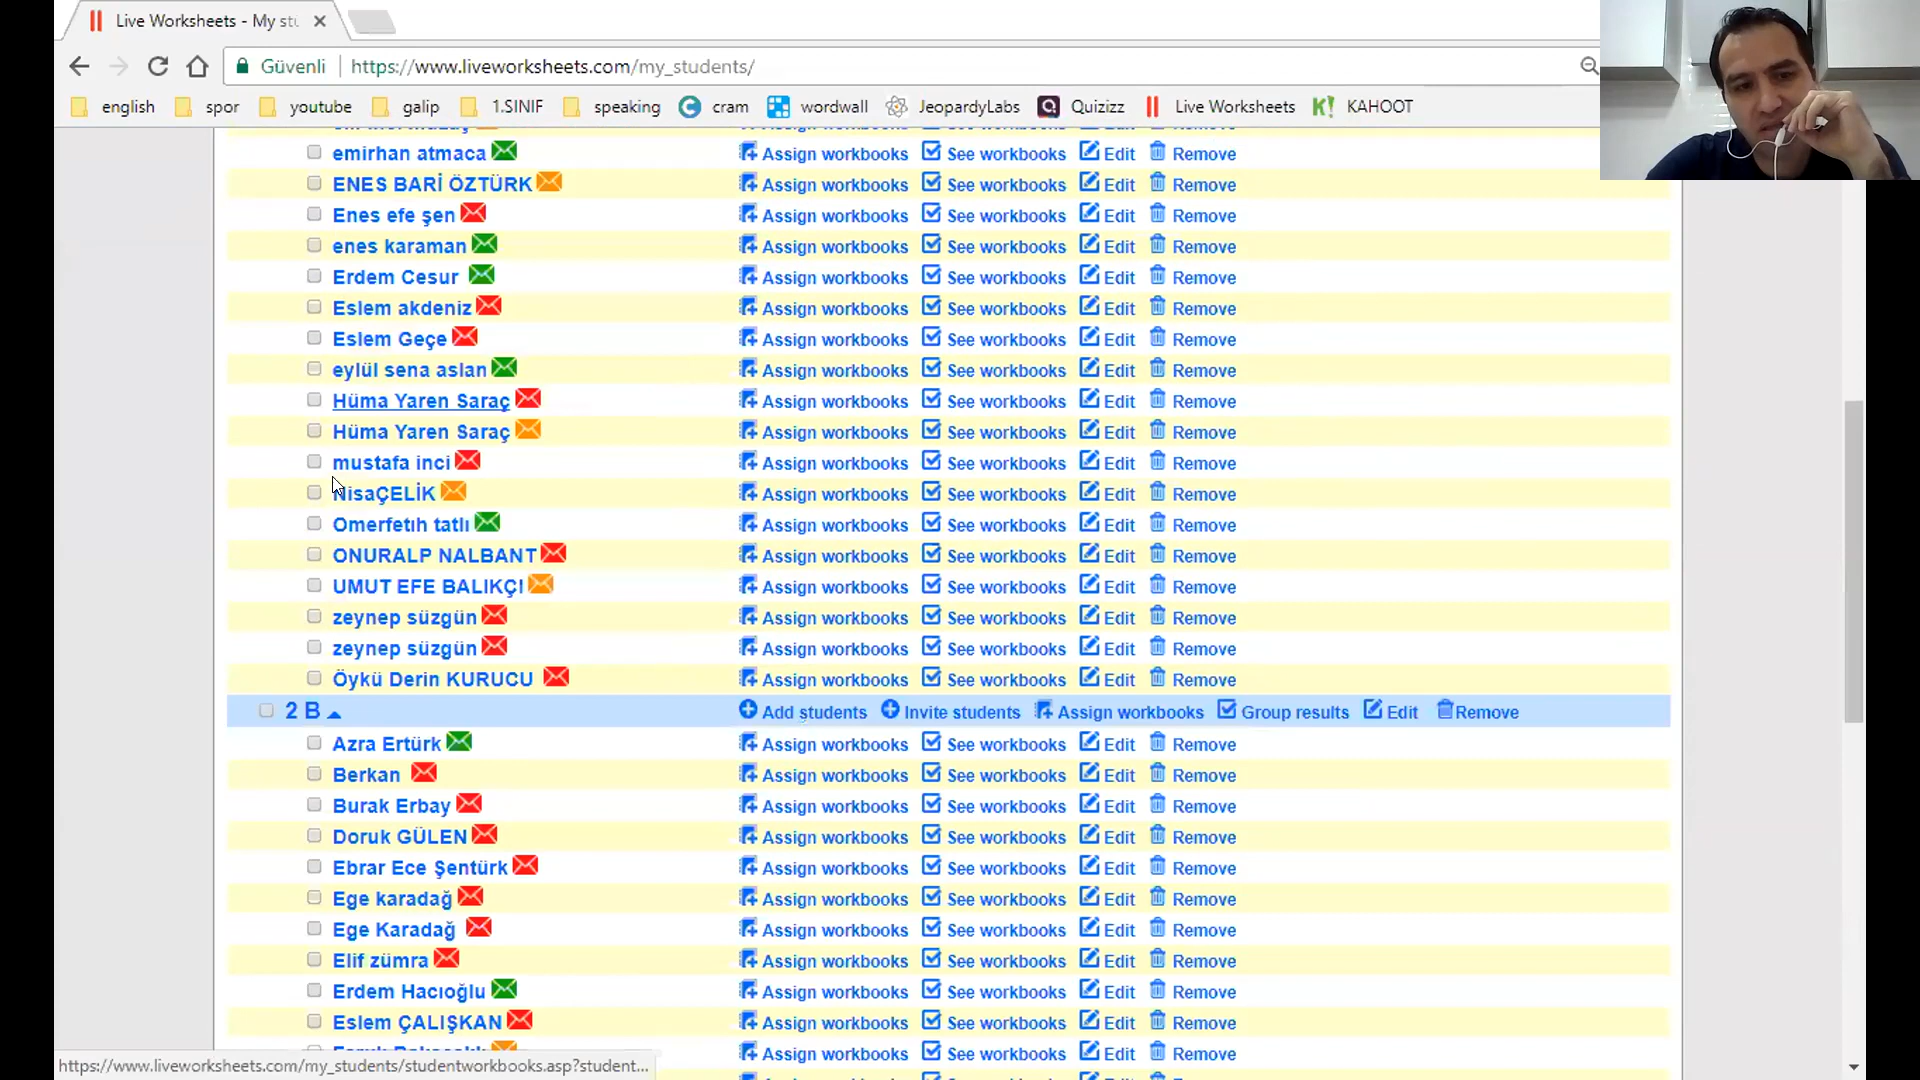 Live Worksheets - My stu
Güvenli https://www.liveworksheets.com/my_students/
english spor youtube galip 1.SINIF speaking cram wordwall JeopardyLabs Quizizz Live Worksheets KAHOOT
emirhan atmaca Assign workbooks See workbooks Edit Remove
ENES BARİ ÖZTÜRK Assign workbooks See workbooks Edit Remove
Enes efe şen Assign workbooks See workbooks Edit Remove
enes karaman Assign workbooks See workbooks Edit Remove
Erdem Cesur Assign workbooks See workbooks Edit Remove
Eslem akdeniz Assign workbooks See workbooks Edit Remove
Eslem Geçe Assign workbooks See workbooks Edit Remove
eylül sena aslan Assign workbooks See workbooks Edit Remove
Hüma Yaren Saraç Assign workbooks See workbooks Edit Remove
Hüma Yaren Saraç Assign workbooks See workbooks Edit Remove
mustafa inci Assign workbooks See workbooks Edit Remove
NisaÇELİK Assign workbooks See workbooks Edit Remove
Omerfetıh tatlı Assign workbooks See workbooks Edit Remove
ONURALP NALBANT Assign workbooks See workbooks Edit Remove
UMUT EFE BALIKÇI Assign workbooks See workbooks Edit Remove
zeynep süzgün Assign workbooks See workbooks Edit Remove
zeynep süzgün Assign workbooks See workbooks Edit Remove
Öykü Derin KURUCU Assign workbooks See workbooks Edit Remove
2 B Add students Invite students Assign workbooks Group results Edit Remove
Azra Ertürk Assign workbooks See workbooks Edit Remove
Berkan Assign workbooks See workbooks Edit Remove
Burak Erbay Assign workbooks See workbooks Edit Remove
Doruk GÜLEN Assign workbooks See workbooks Edit Remove
Ebrar Ece Şentürk Assign workbooks See workbooks Edit Remove
Ege karadağ Assign workbooks See workbooks Edit Remove
Ege Karadağ Assign workbooks See workbooks Edit Remove
Elif zümra Assign workbooks See workbooks Edit Remove
Erdem Hacıoğlu Assign workbooks See workbooks Edit Remove
Eslem ÇALIŞKAN Assign workbooks See workbooks Edit Remove
Assign workbooks See workbooks Edit Remove
https://www.liveworksheets.com/my_students/studentworkbooks.asp?student...